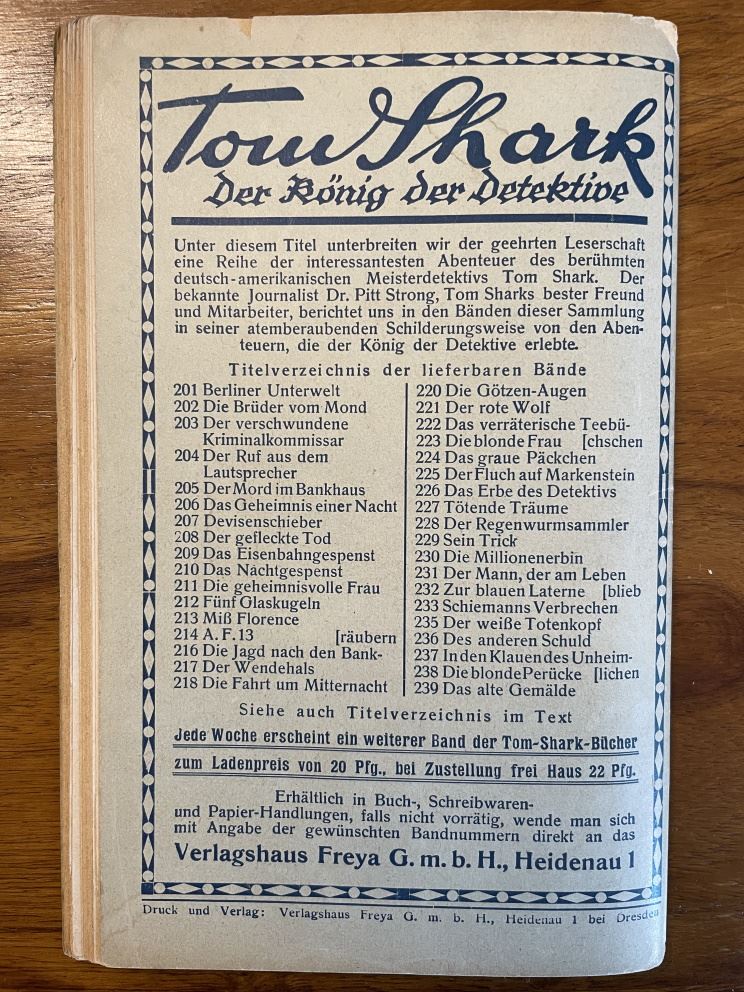 Tom Shark
Der König der Detektive
Unter diesem Titel unterbreiten wir der geehrten Leserschaft
eine Reihe der interessantesten Abenteuer des berühmten
deutsch-amerikanischen Meisterdetektivs Tom Shark. Der
bekannte Journalist Dr. Pitt Strong, Tom Sharks bester Freund
und Mitarbeiter, berichtet uns in den Bänden dieser Sammlung
in seiner atemberaubenden Schilderungsweise von den Aben-
teuern, die der König der Detektive erlebte.
Titelverzeichnis der lieferbaren Bände
201 Berliner Unterwelt
202 Die Brüder vom Mond
203 Der verschwundene
Kriminalkommissar
204 Der Ruf aus dem
Lautsprecher
205 Der Mord im Bankhaus
206 Das Geheimnis einer Nacht
207 Devisenschieber
208 Der gefleckte Tod
209 Das Eisenbahngespenst
210 Das Nachtgespenst
211 Die geheimnisvolle Frau
212 Fünf Glaskugeln
213 Miß Florence
214 A. F. 13 [räubern
216 Die Jagd nach den Bank-
217 Der Wendehals
218 Die Fahrt um Mitternacht
220 Die Götzen-Augen
221 Der rote Wolf
222 Das verräterische Teebü-
223 Die blonde Frau [chschen
224 Das graue Päckchen
225 Der Fluch auf Markenstein
226 Das Erbe des Detektivs
227 Tötende Träume
228 Der Regenwurmsammler
229 Sein Trick
230 Die Millionenerbin
231 Der Mann, der am Leben
232 Zur blauen Laterne [blieb
233 Schiemanns Verbrechen
235 Der weiße Totenkopf
236 Des anderen Schuld
237 In den Klauen des Unheim-
238 Die blonde Perücke [lichen
239 Das alte Gemälde
Siehe auch Titelverzeichnis im Text
Jede Woche erscheint ein weiterer Band der Tom-Shark-Bücher
zum Ladenpreis von 20 Pfg., bei Zustellung frei Haus 22 Pfg.
Erhältlich in Buch-, Schreibwaren-
und Papier-Handlungen, falls nicht vorrätig, wende man sich
mit Angabe der gewünschten Bandnummern direkt an das
Verlagshaus Freya G. m. b. H., Heidenau 1
Druck und Verlag: Verlagshaus Freya G. m. b. H., Heidenau 1 bei Dresden